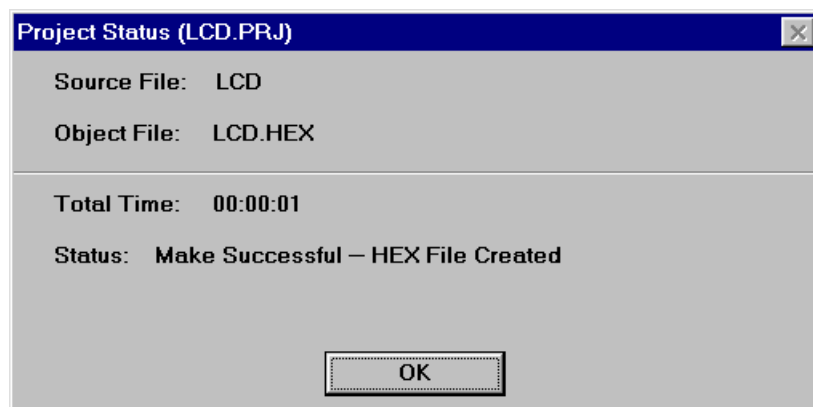 Project Status (LCD.PRJ)
Source File: LCD
Object File: LCD.HEX
Total Time: 00:00:01
Status: Make Successful – HEX File Created
OK